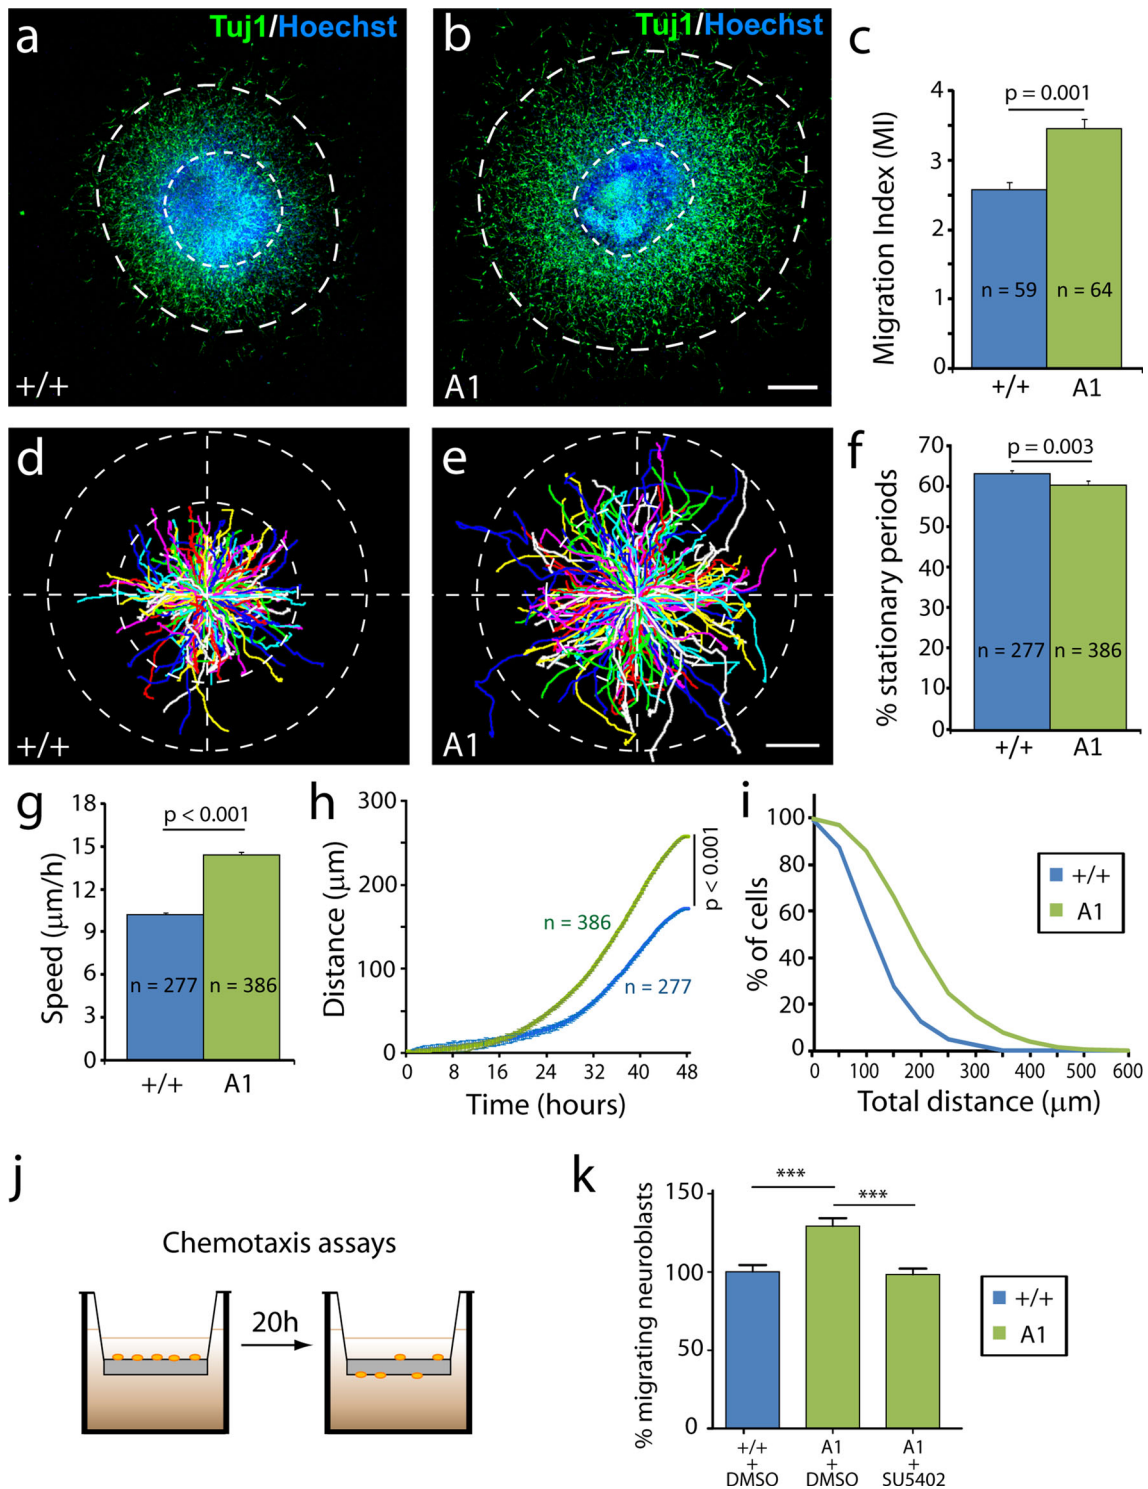 a
Tuj1/Hoechst
+/+
b
Tuj1/Hoechst
A1
c
Migration Index (MI)
4
3
2
1
0
p = 0.001
n = 59
n = 64
+/+
A1
d
+/+
e
A1
f
% stationary periods
70
60
50
40
30
20
10
0
p = 0.003
n = 277
n = 386
+/+
A1
g
Speed (μm/h)
18
15
12
9
6
3
0
p < 0.001
n = 277
n = 386
+/+
A1
h
Distance (μm)
300
200
100
0
n = 386
n = 277
p < 0.001
0 8 16 24 32 40 48
Time (hours)
i
% of cells
100
80
60
40
20
0
0 100 200 300 400 500 600
Total distance (μm)
+/+
A1
j
Chemotaxis assays
20h
k
% migrating neuroblasts
150
100
50
0
***
***
+/+
+
DMSO
A1
+
DMSO
A1
+
SU5402
+/+
A1